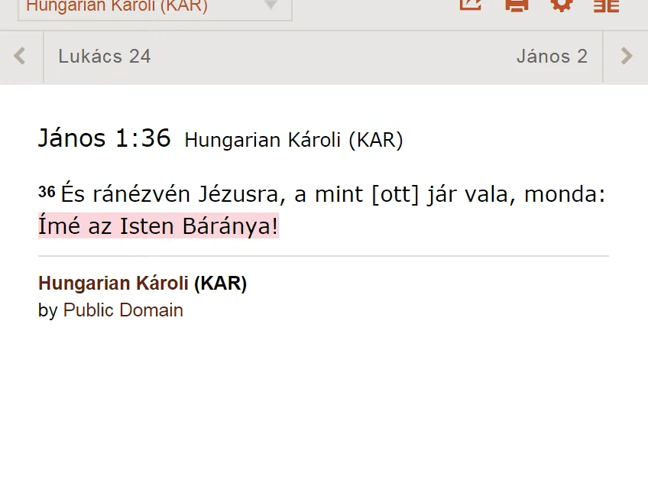 Hungarian Károli (KAR)
Lukács 24
János 2
János 1:36 Hungarian Károli (KAR)
36 És ránézvén Jézusra, a mint [ott] jár vala, monda:
Ímé az Isten Báránya!
Hungarian Károli (KAR)
by Public Domain